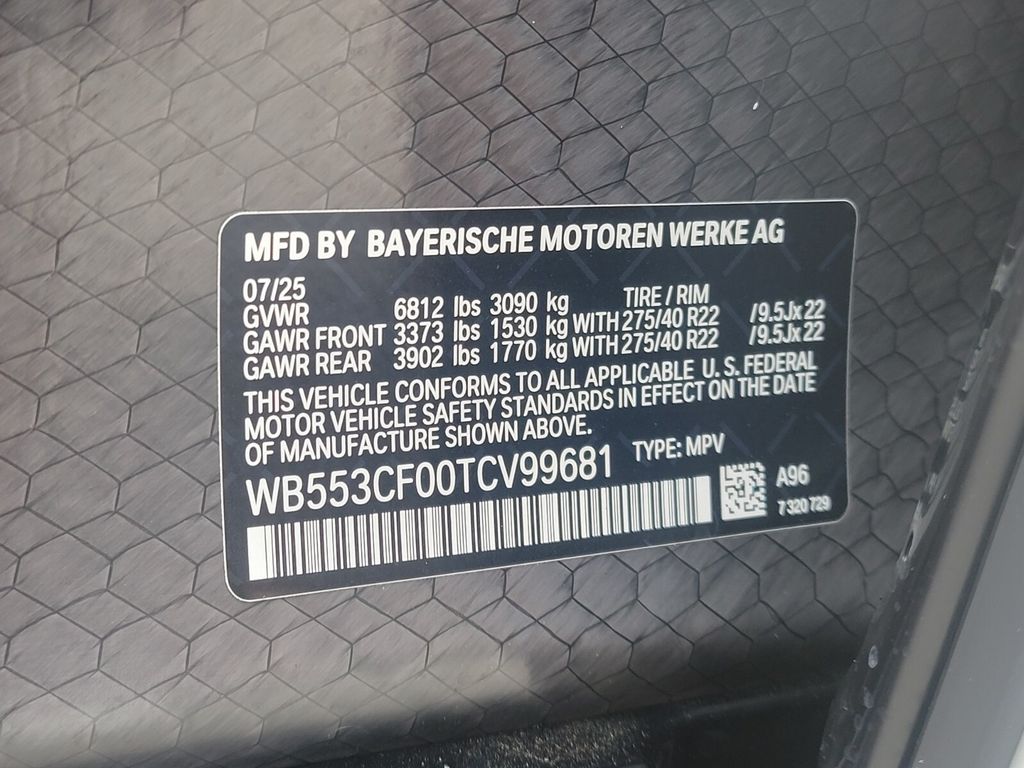 MFD BY BAYERISCHE MOTOREN WERKE AG
07/25 TIRE / RIM
GVWR 6812 lbs 3090 kg
GAWR FRONT 3373 lbs 1530 kg WITH 275/40 R22 /9.5Jx22
GAWR REAR 3902 lbs 1770 kg WITH 275/40 R22 /9.5Jx22
THIS VEHICLE CONFORMS TO ALL APPLICABLE U.S. FEDERAL
MOTOR VEHICLE SAFETY STANDARDS IN EFFECT ON THE DATE
OF MANUFACTURE SHOWN ABOVE.
WB553CF00TCV99681 TYPE: MPV
A96
7 320 729